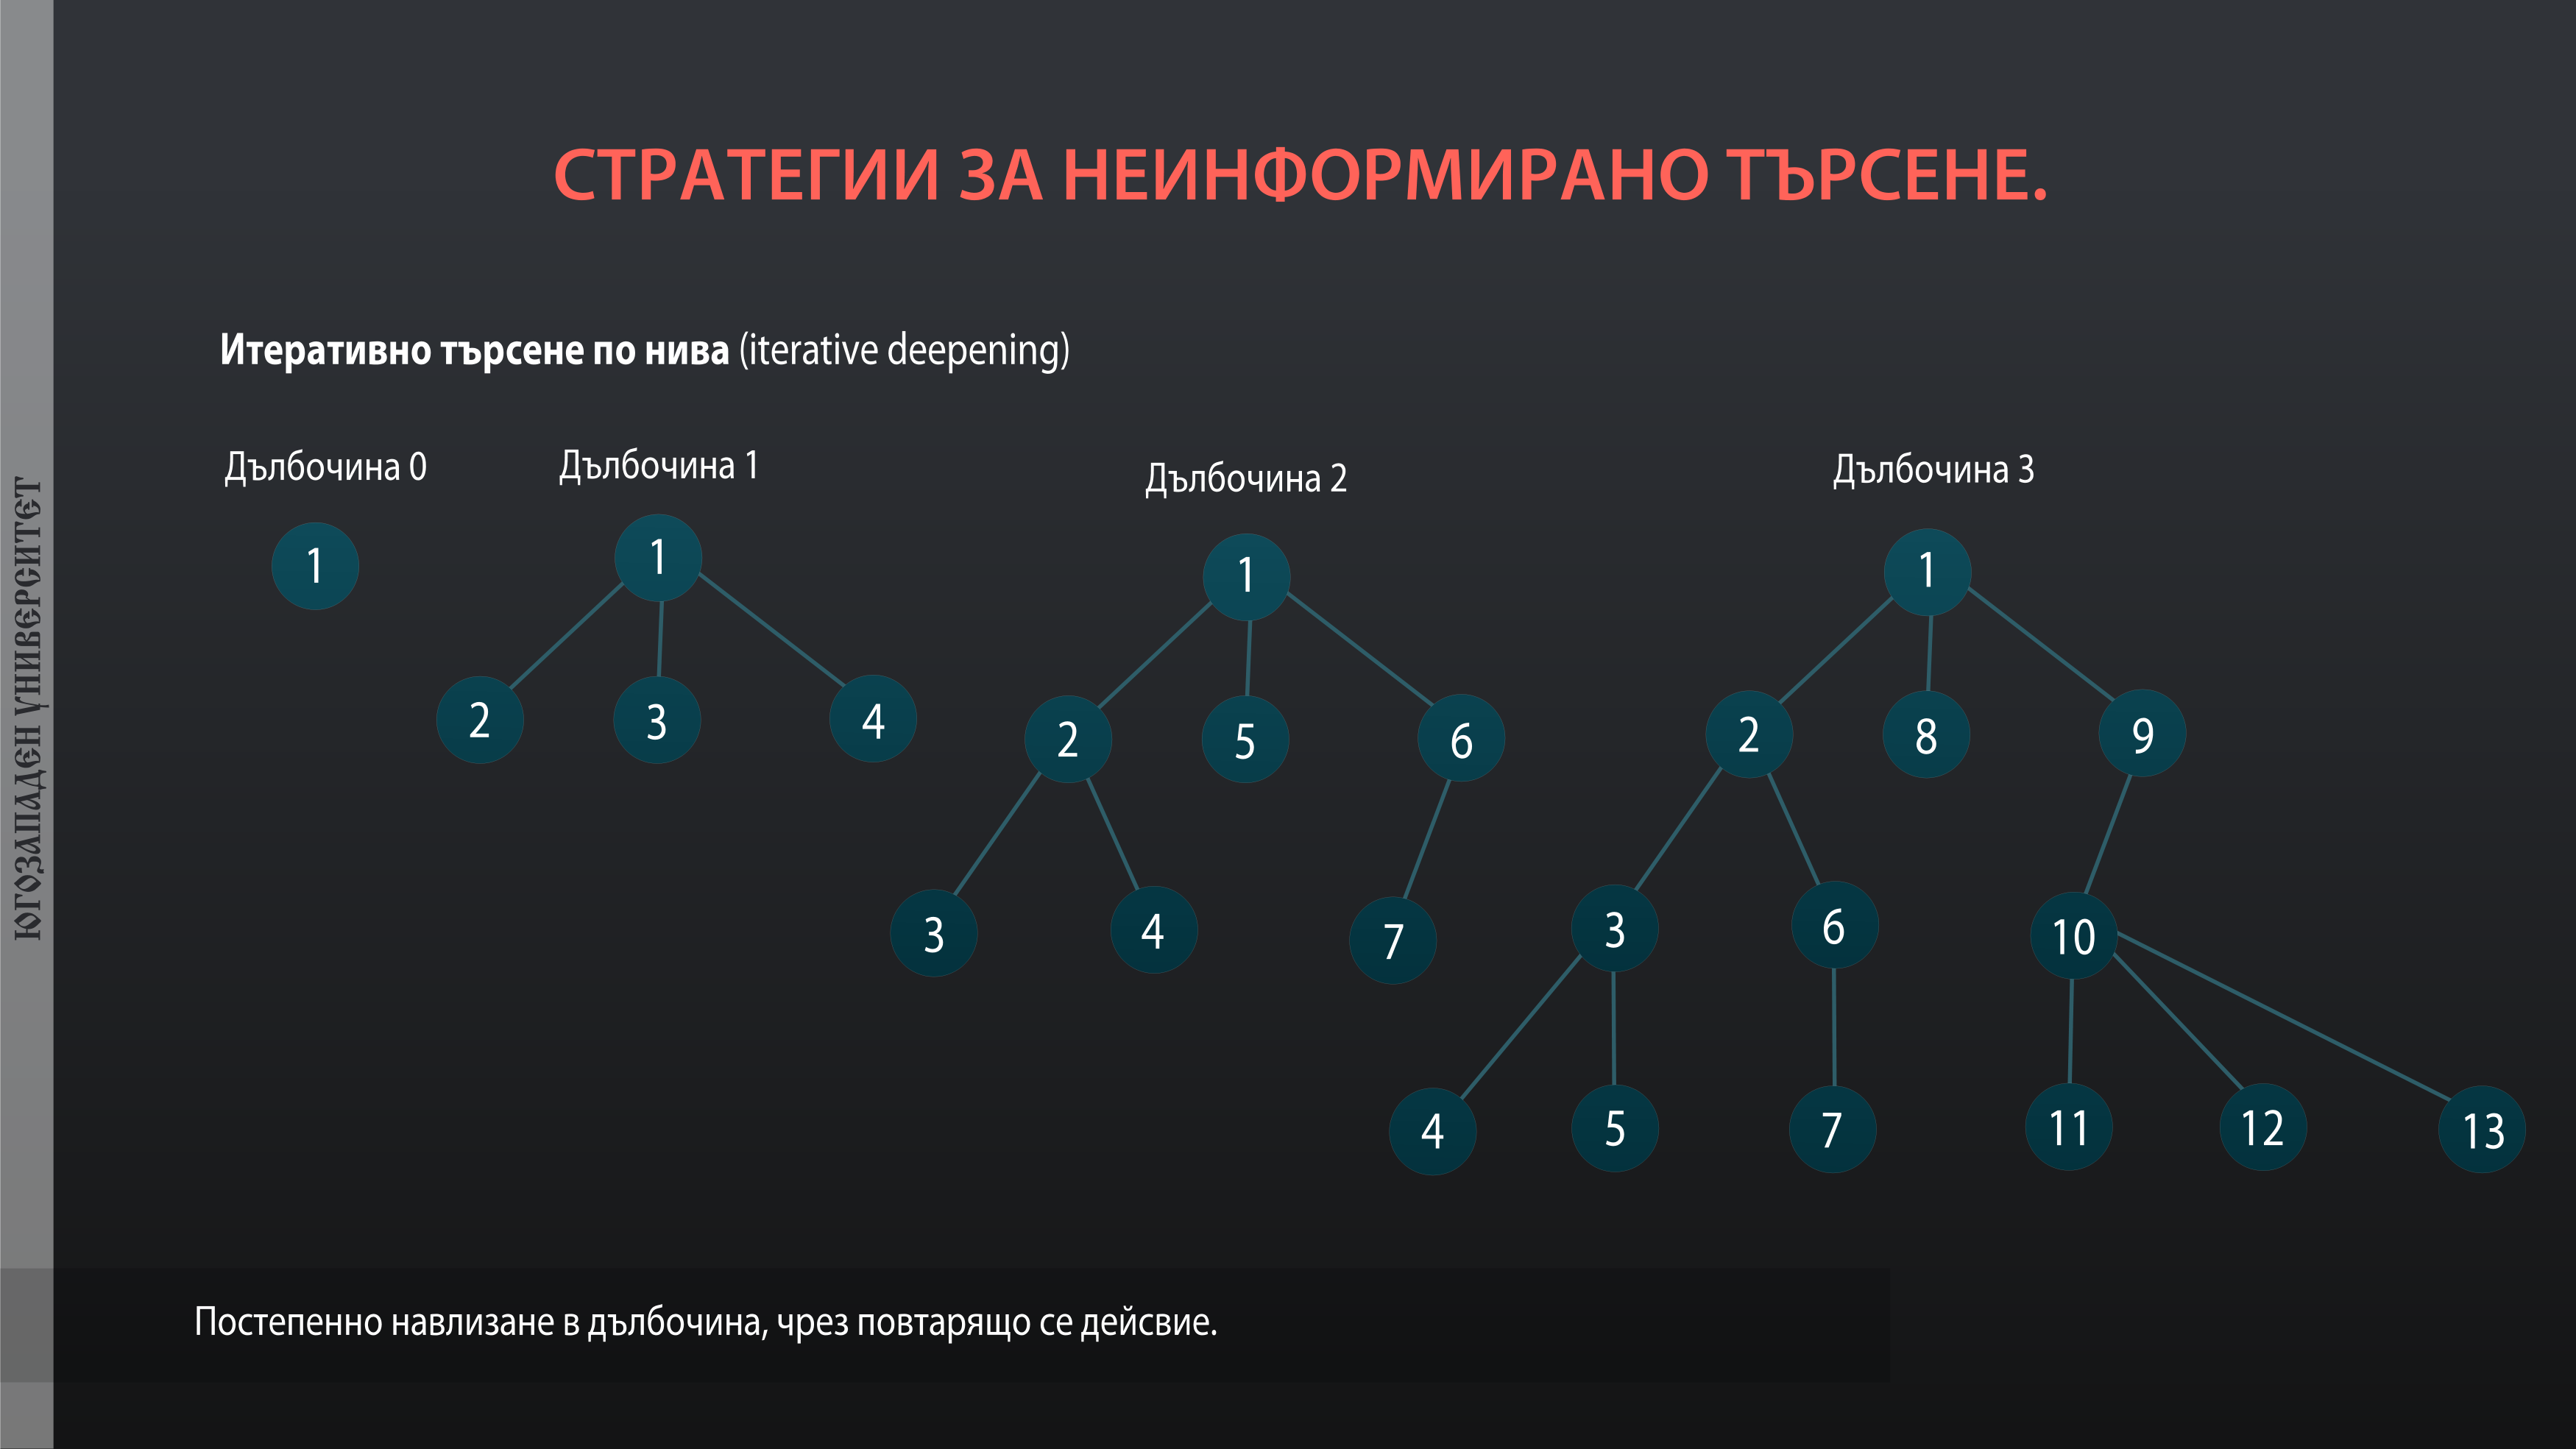 ЮГОЗАПАДЕН УНИВЕРСИТЕТ
СТРАТЕГИИ ЗА НЕИНФОРМИРАНО ТЪРСЕНЕ.
Итеративно търсене по нива (iterative deepening)
Дълбочина 0
1
Дълбочина 1
1
2 3 4
Дълбочина 2
1
2 5 6
3 4 7
Дълбочина 3
1
2 8 9
3 6 10
4 5 7 11 12 13
Постепенно навлизане в дълбочина, чрез повтарящо се дейсвие.